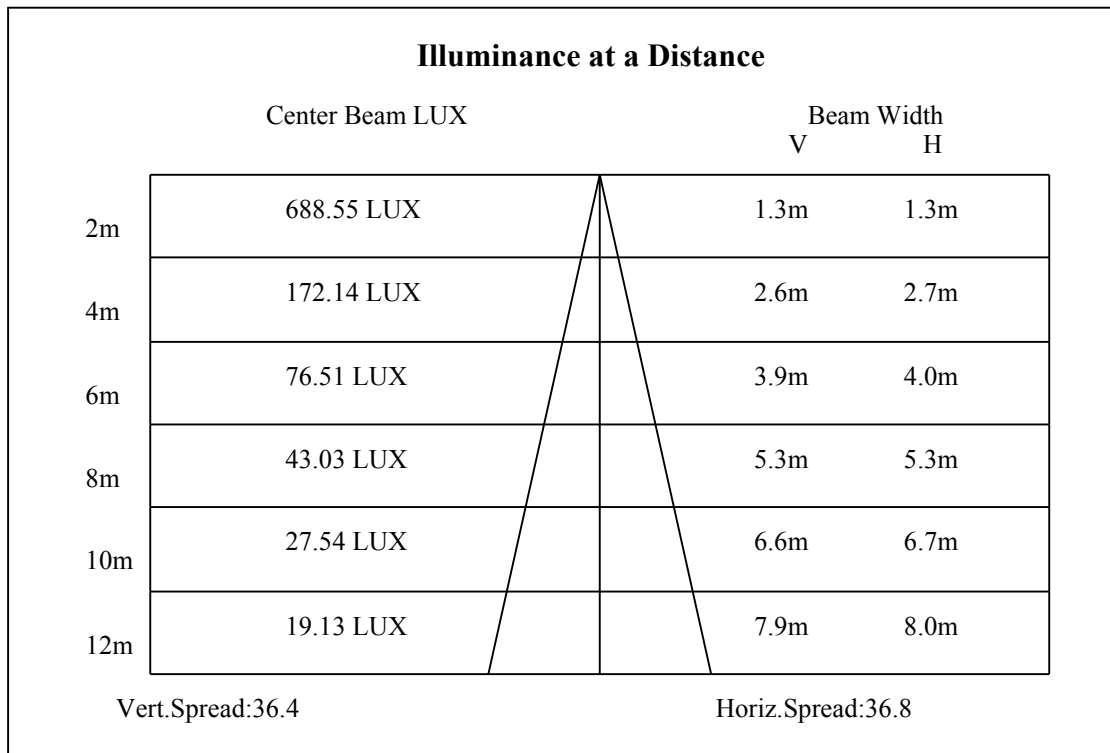 Illuminance at a Distance
Center Beam LUX Beam Width
V H
2m 688.55 LUX 1.3m 1.3m
4m 172.14 LUX 2.6m 2.7m
6m 76.51 LUX 3.9m 4.0m
8m 43.03 LUX 5.3m 5.3m
10m 27.54 LUX 6.6m 6.7m
12m 19.13 LUX 7.9m 8.0m
Vert.Spread:36.4 Horiz.Spread:36.8